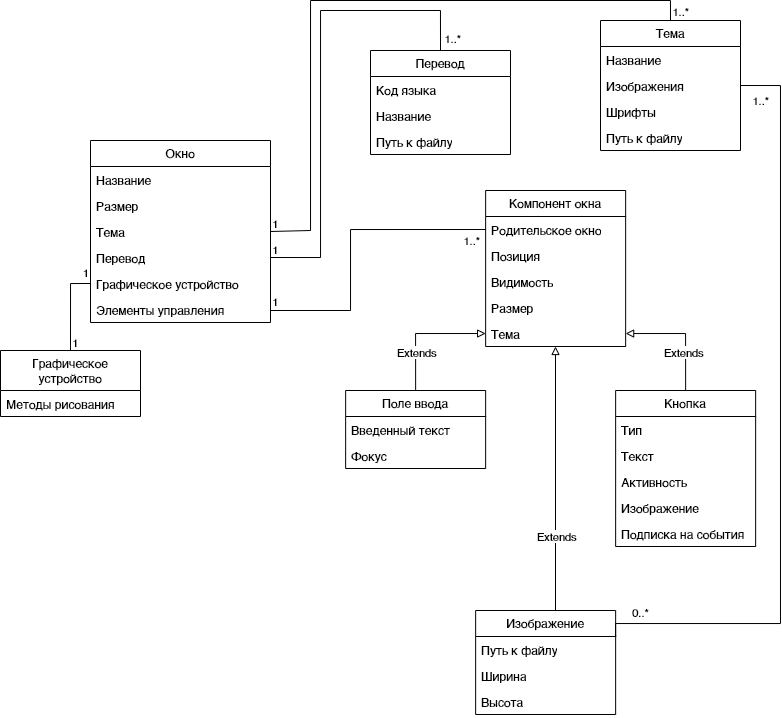 1..*
1..*
Тема
Название
Изображения
Шрифты
Путь к файлу
1..*
Перевод
Код языка
Название
Путь к файлу
Окно
Название
Размер
Тема
Перевод
Графическое устройство
Элементы управления
1
1
1
1
1
Графическое
устройство
Методы рисования
1..*
Компонент окна
Родительское окно
Позиция
Видимость
Размер
Тема
Extends
Extends
Поле ввода
Введенный текст
Фокус
Кнопка
Тип
Текст
Активность
Изображение
Подписка на события
Extends
0..*
Изображение
Путь к файлу
Ширина
Высота